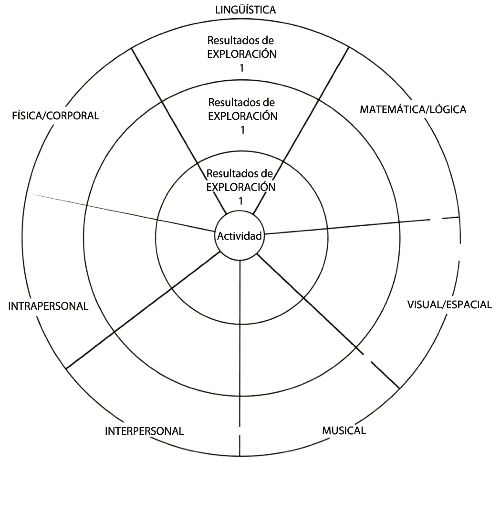 LINGÜÍSTICA
Resultados de
EXPLORACIÓN
1
FÍSICA/CORPORAL
MATEMÁTICA/LÓGICA
Resultados de
EXPLORACIÓN
1
Resultados de
EXPLORACIÓN
1
Actividad
INTRAPERSONAL
VISUAL/ESPACIAL
INTERPERSONAL
MUSICAL